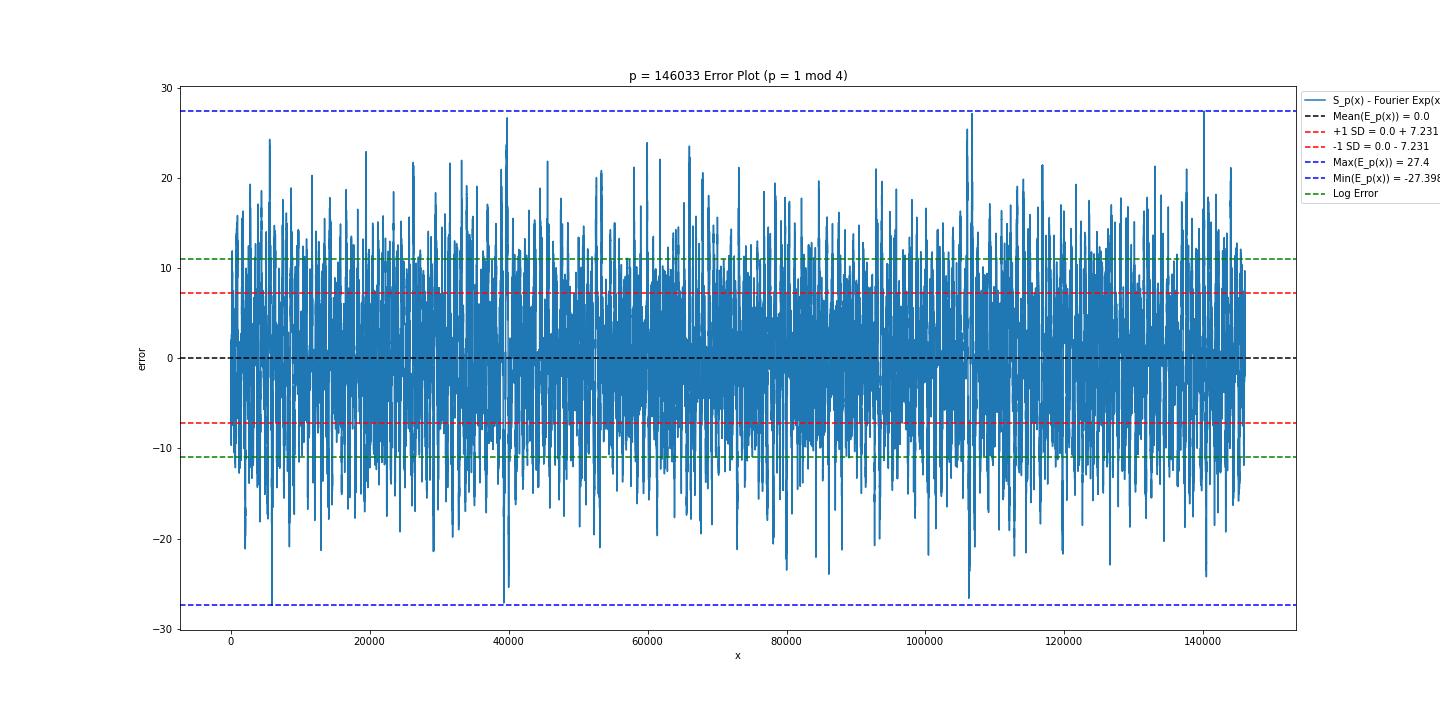 p = 146033 Error Plot (p = 1 mod 4)
30
20
10
0
−10
−20
−30
error
0
20000
40000
60000
80000
100000
120000
140000
x
S_p(x) - Fourier Exp(x
Mean(E_p(x)) = 0.0
+1 SD = 0.0 + 7.231
-1 SD = 0.0 - 7.231
Max(E_p(x)) = 27.4
Min(E_p(x)) = -27.398
Log Error